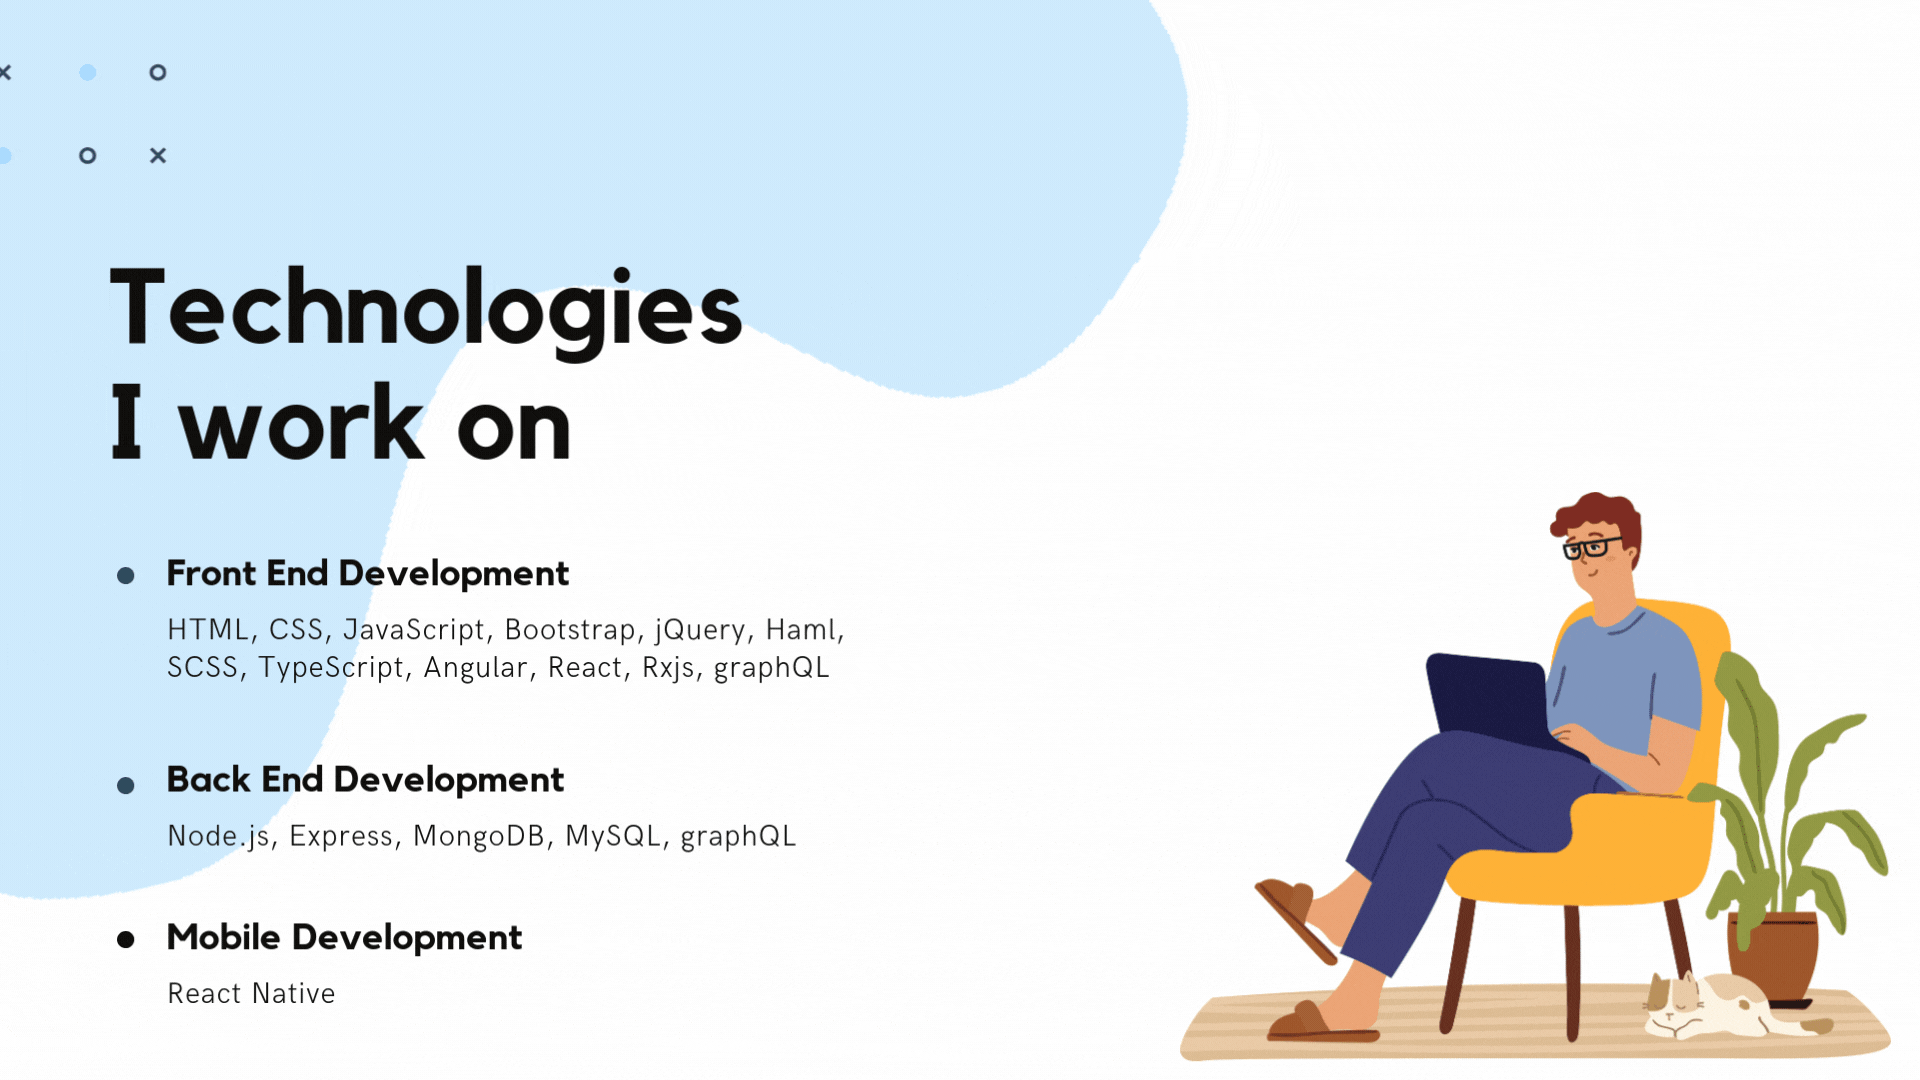 Technologies
I work on
Front End Development
HTML, CSS, JavaScript, Bootstrap, jQuery, Haml,
SCSS, TypeScript, Angular, React, Rxjs, graphQL
Back End Development
Node.js, Express, MongoDB, MySQL, graphQL
Mobile Development
React Native